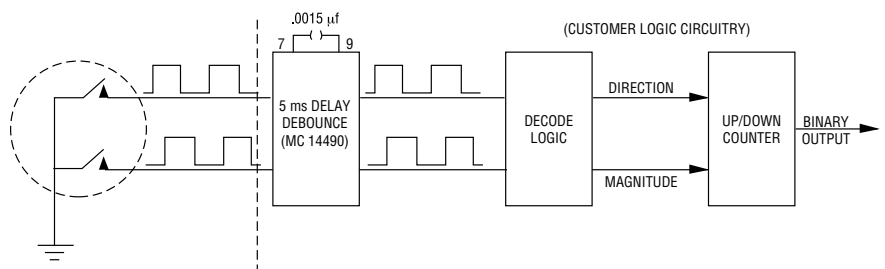 .0015 µf
7 9
(CUSTOMER LOGIC CIRCUITRY)
5 ms DELAY
DEBOUNCE
(MC 14490)
DECODE
LOGIC
DIRECTION
MAGNITUDE
UP/DOWN
COUNTER
BINARY
OUTPUT